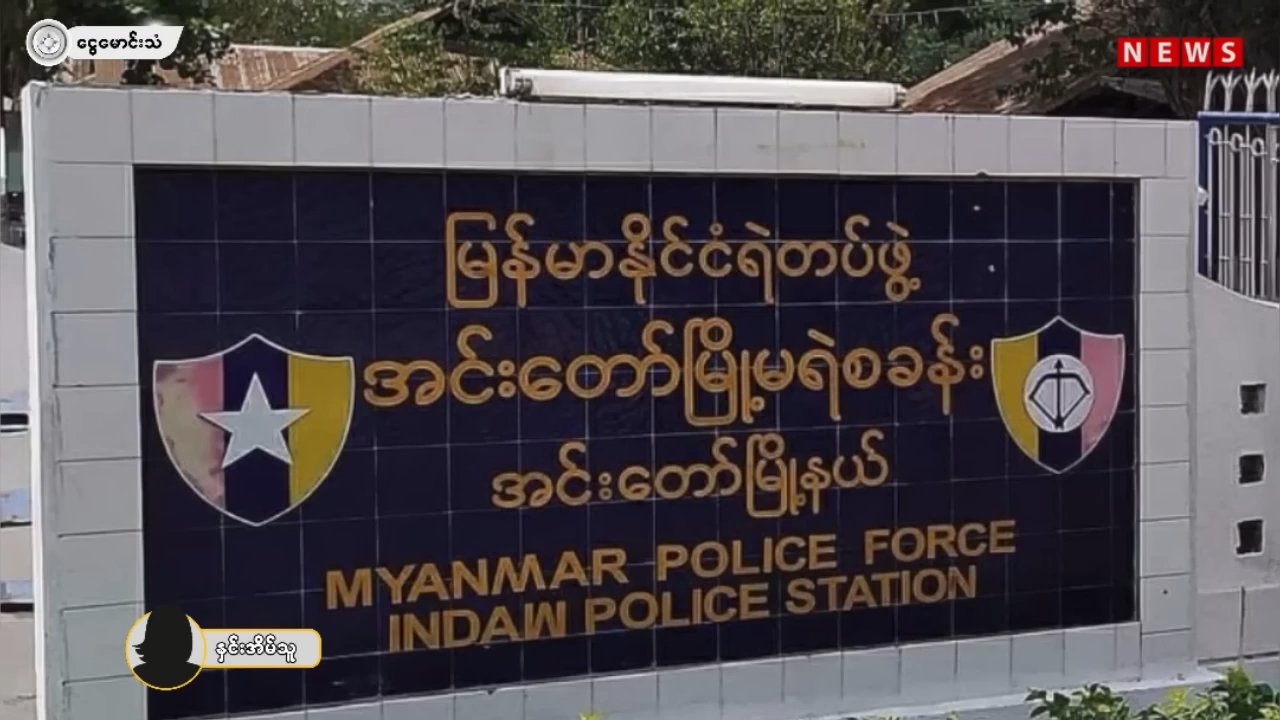 ငွေမောင်းသံ
NEWS
မြန်မာနိုင်ငံရဲတပ်ဖွဲ့
အင်းတော်မြို့မရဲစခန်း
အင်းတော်မြို့နယ်
MYANMAR POLICE FORCE
INDAW POLICE STATION
နှင်းအိမ်သူ